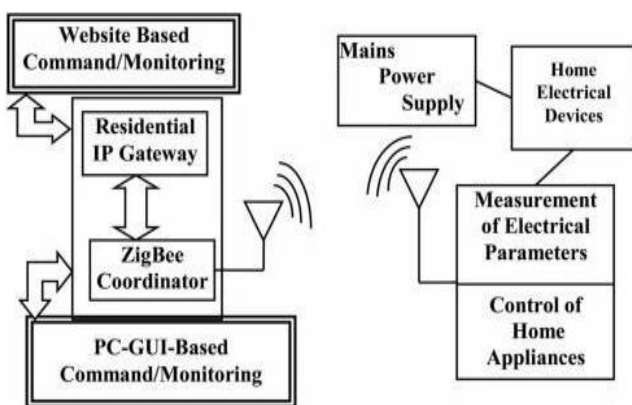 Website Based
Command/Monitoring
Residential
IP Gateway
ZigBee
Coordinator
PC-GUI-Based
Command/Monitoring
Mains
Power
Supply
Home
Electrical
Devices
Measurement
of Electrical
Parameters
Control of
Home
Appliances